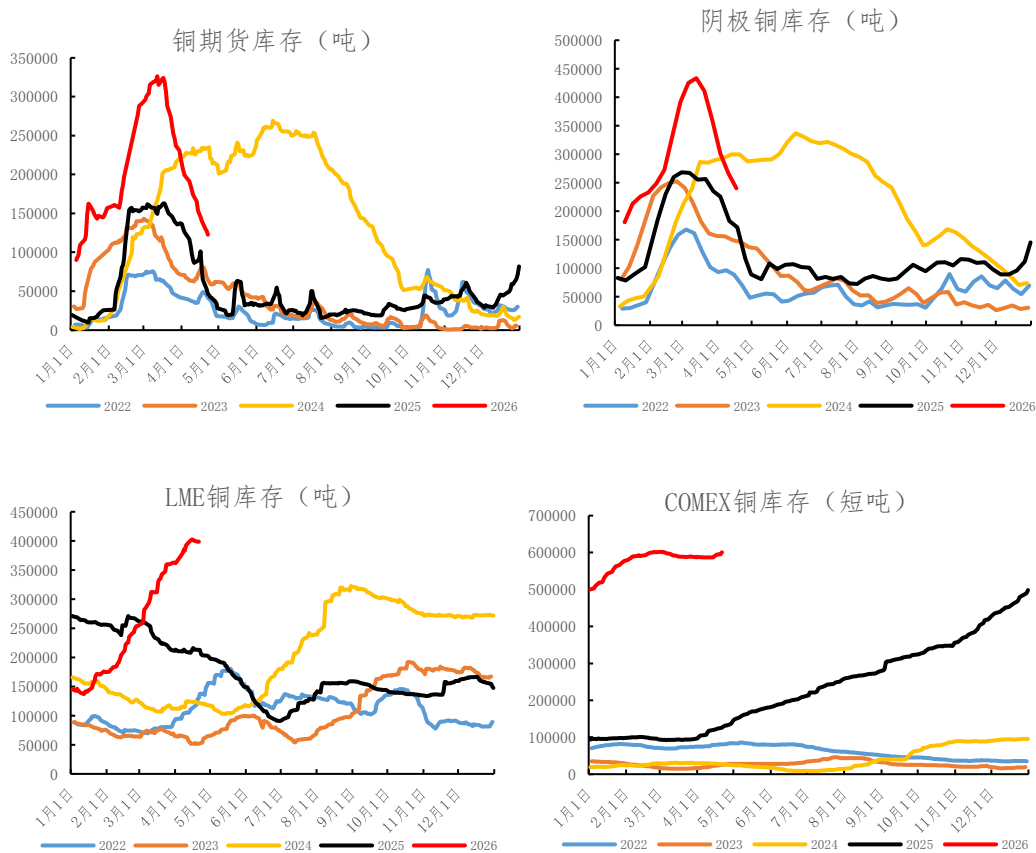 铜期货库存（吨）
350000
300000
250000
200000
150000
100000
50000
0
1月1日
2月1日
3月1日
4月1日
5月1日
6月1日
7月1日
8月1日
9月1日
10月1日
11月1日
12月1日
2022 2023 2024 2025 2026
阴极铜库存（吨）
500000
450000
400000
350000
300000
250000
200000
150000
100000
50000
0
1月1日
2月1日
3月1日
4月1日
5月1日
6月1日
7月1日
8月1日
9月1日
10月1日
11月1日
12月1日
2022 2023 2024 2025 2026
LME铜库存（吨）
450000
400000
350000
300000
250000
200000
150000
100000
50000
0
1月1日
2月1日
3月1日
4月1日
5月1日
6月1日
7月1日
8月1日
9月1日
10月1日
11月1日
12月1日
2022 2023 2024 2025 2026
COMEX铜库存（短吨）
700000
600000
500000
400000
300000
200000
100000
0
1月1日
2月1日
3月1日
4月1日
5月1日
6月1日
7月1日
8月1日
9月1日
10月1日
11月1日
12月1日
2022 2023 2024 2025 2026